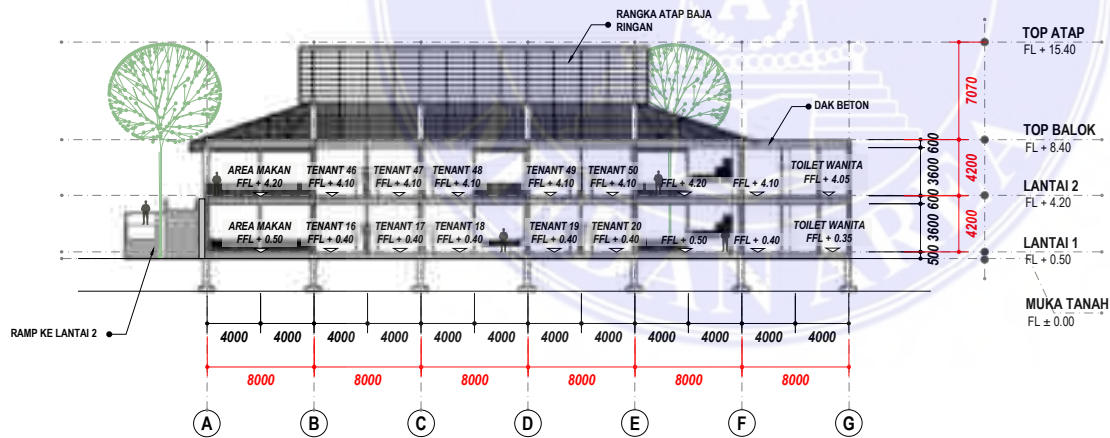 RANGKA ATAP BAJA
RINGAN
TOP ATAP
FL + 15.40
7070
DAK BETON
TOP BALOK
FL + 8.40
600
3600
4200
AREA MAKAN
FFL + 4.20
TENANT 46
FFL + 4.10
TENANT 47
FFL + 4.10
TENANT 48
FFL + 4.10
TENANT 49
FFL + 4.10
TENANT 50
FFL + 4.10
FFL + 4.20
FFL + 4.10
TOILET WANITA
FFL + 4.05
LANTAI 2
FL + 4.20
600
3600
4200
AREA MAKAN
FFL + 0.50
TENANT 16
FFL + 0.40
TENANT 17
FFL + 0.40
TENANT 18
FFL + 0.40
TENANT 19
FFL + 0.40
TENANT 20
FFL + 0.40
FFL + 0.50
FFL + 0.40
TOILET WANITA
FFL + 0.35
LANTAI 1
FL + 0.50
500
MUKA TANAH
FL ± 0.00
RAMP KE LANTAI 2
4000 4000 4000 4000 4000 4000 4000 4000 4000 4000 4000 4000
8000 8000 8000 8000 8000 8000
A B C D E F G